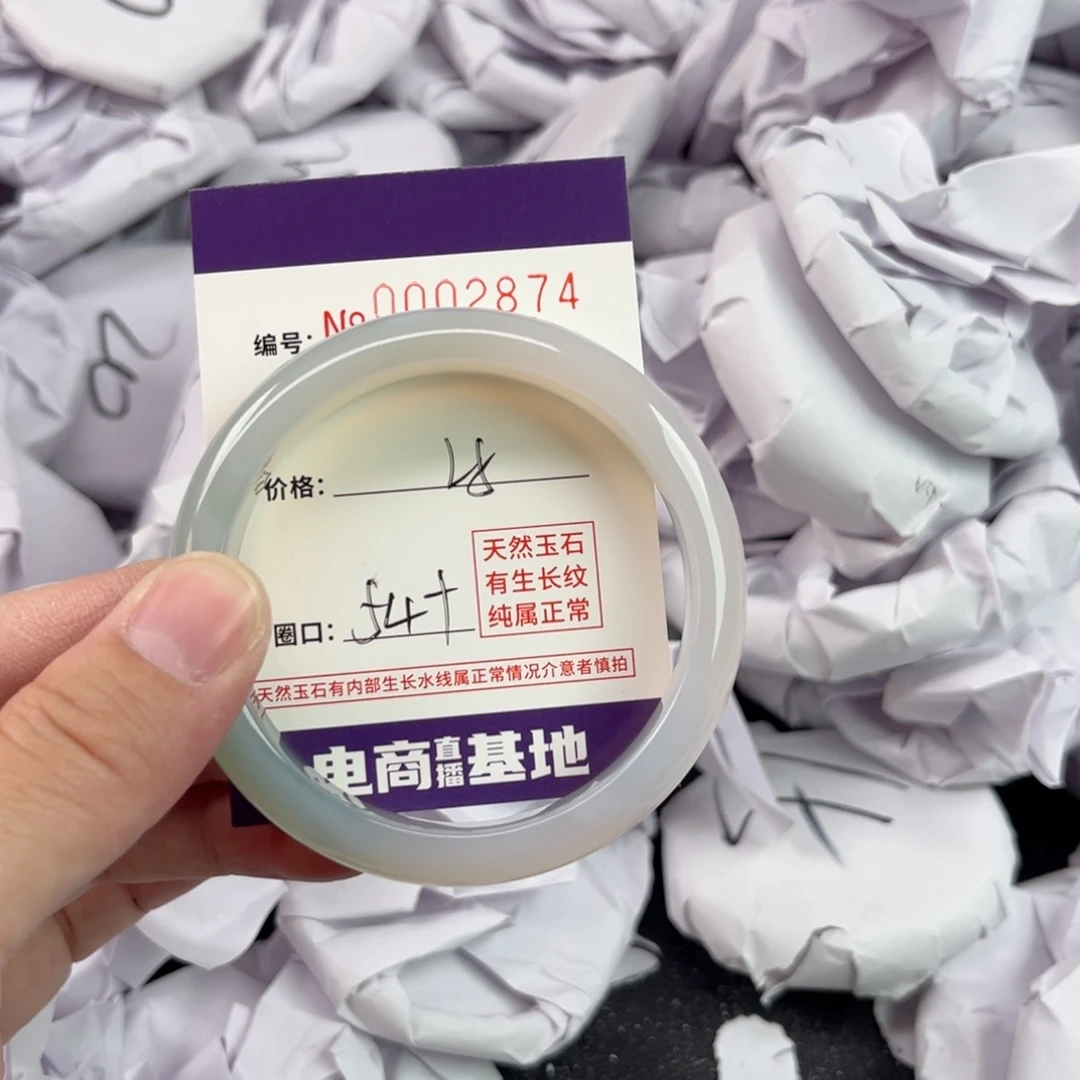 编号: No 0002874
价格:
天然玉石
有生长纹
纯属正常
圈口: 54+
天然玉石有内部生长水线属正常情况介意者慎拍
电商直播基地